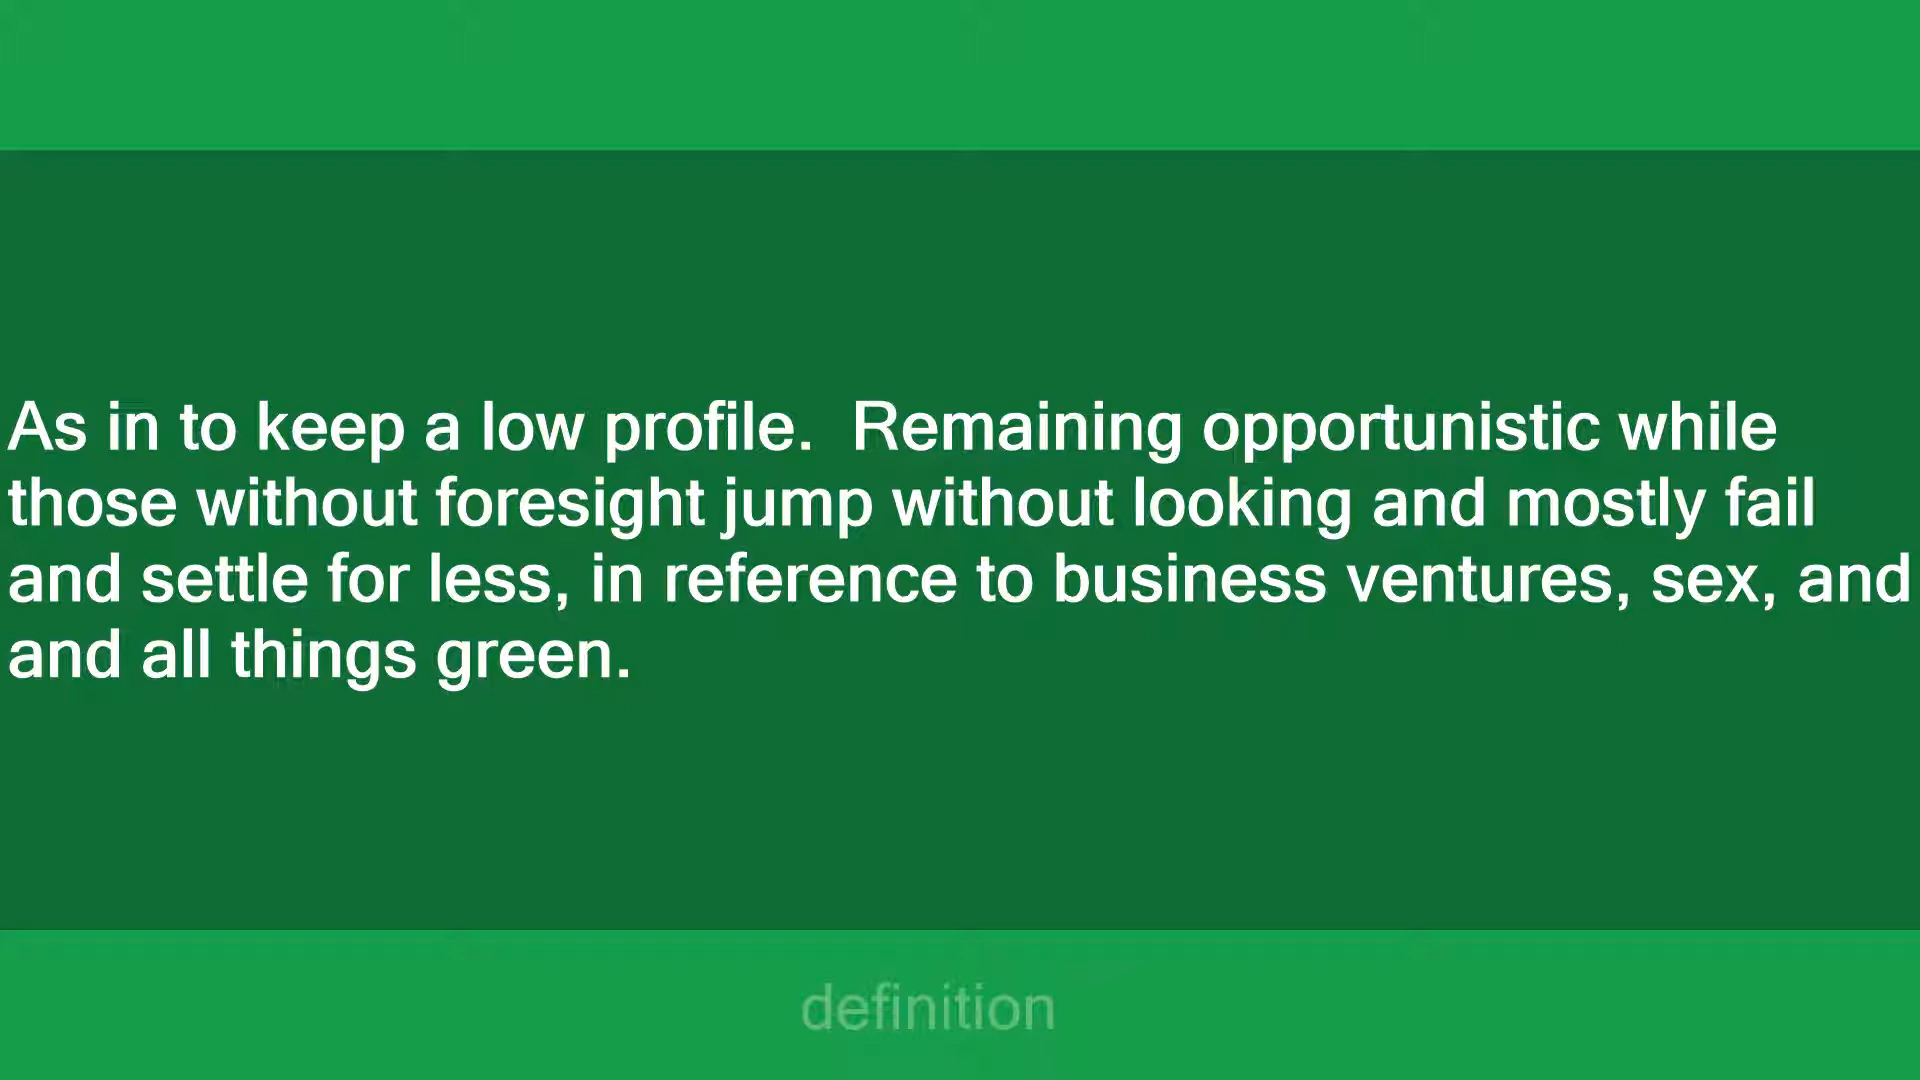 As in to keep a low profile.  Remaining opportunistic while
those without foresight jump without looking and mostly fail
and settle for less, in reference to business ventures, sex, and
and all things green.
definition